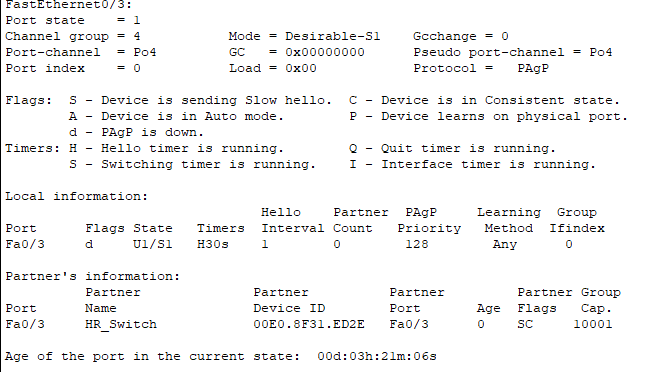 FastEthernet0/3:
Port state    = 1
Channel group = 4         Mode = Desirable-Sl    Gcchange = 0
Port-channel  = Po4       GC   = 0x00000000      Pseudo port-channel = Po4
Port index    = 0         Load = 0x00            Protocol =   PAgP
Flags:  S - Device is sending Slow hello.  C - Device is in Consistent state.
        A - Device is in Auto mode.        P - Device learns on physical port.
        d - PAgP is down.
Timers: H - Hello timer is running.        Q - Quit timer is running.
        S - Switching timer is running.    I - Interface timer is running.
Local information:
                                Hello    Partner  PAgP     Learning  Group
Port      Flags State   Timers  Interval Count    Priority   Method  Ifindex
Fa0/3     d     U1/S1   H30s    1        0        128         Any      0
Partner's information:
          Partner              Partner          Partner         Partner Group
Port      Name                 Device ID        Port       Age  Flags   Cap.
Fa0/3     HR_Switch            00E0.8F31.ED2E   Fa0/3      0    SC      10001
Age of the port in the current state:  00d:03h:21m:06s